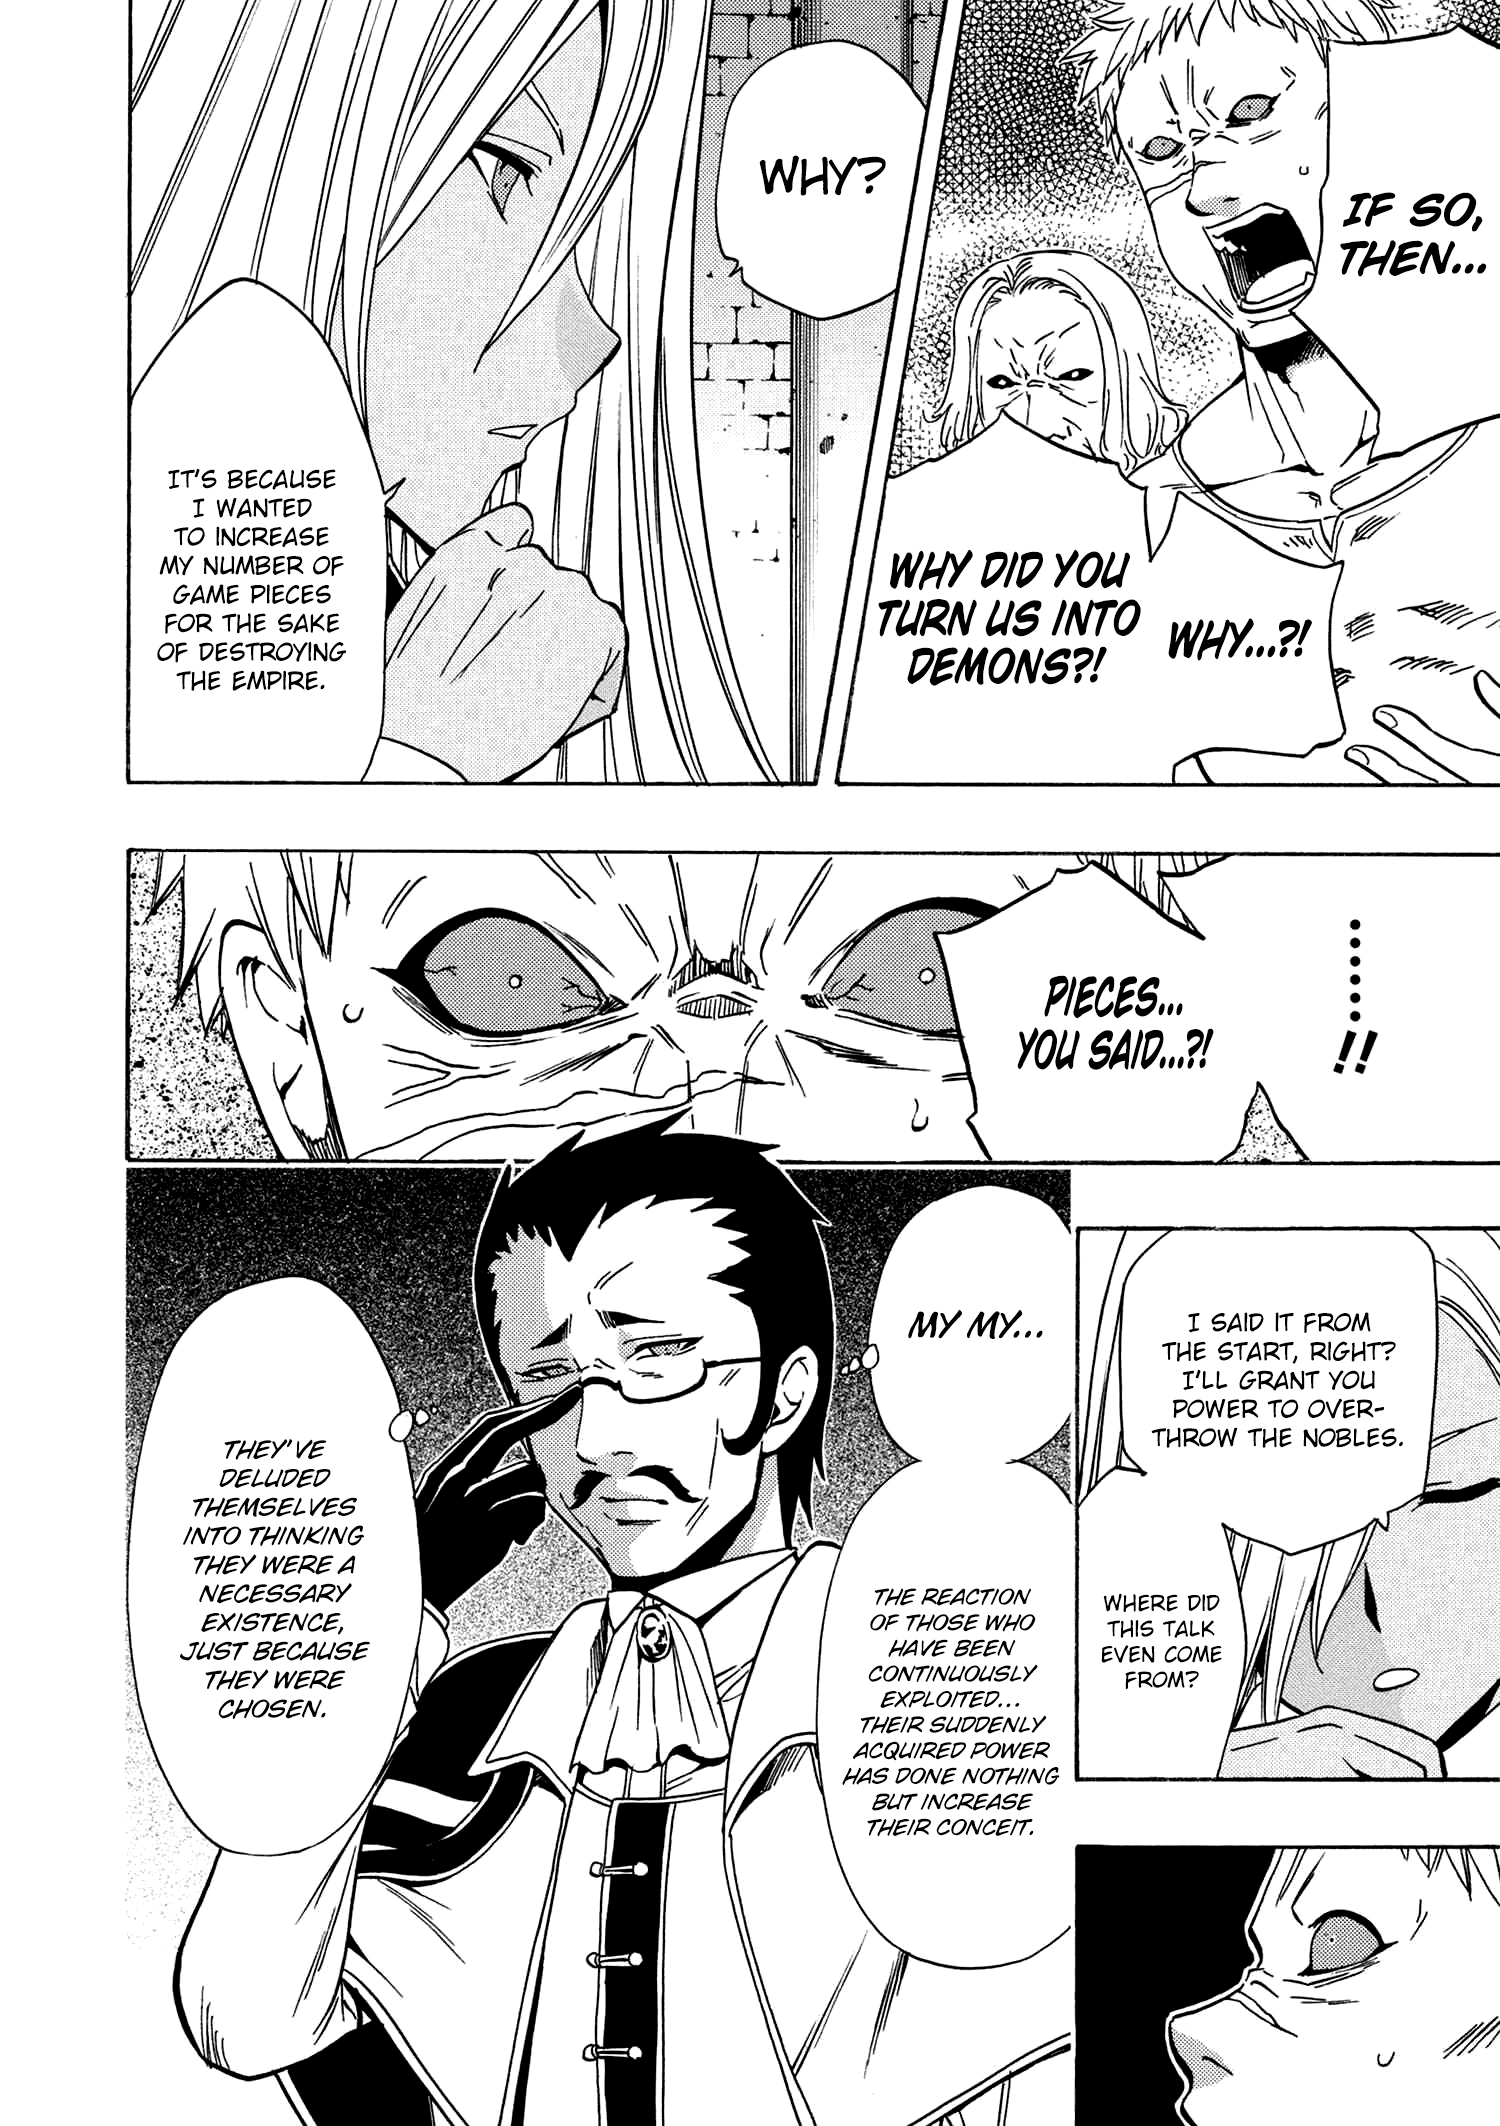 IF SO,
THEN...
WHY...?!
WHY DID YOU
TURN US INTO
DEMONS?!
WHY?
IT'S BECAUSE
I WANTED
TO INCREASE
MY NUMBER OF
GAME PIECES
FOR THE SAKE
OF DESTROYING
THE EMPIRE.
......!!
PIECES...
YOU SAID...?!
I SAID IT FROM
THE START, RIGHT?
I'LL GRANT YOU
POWER TO OVER-
THROW THE NOBLES.
WHERE DID
THIS TALK
EVEN COME
FROM?
MY MY...
THE REACTION
OF THOSE WHO
HAVE BEEN
CONTINUOUSLY
EXPLOITED...
THEIR SUDDENLY
ACQUIRED POWER
HAS DONE NOTHING
BUT INCREASE
THEIR CONCEIT.
THEY'VE
DELUDED
THEMSELVES
INTO THINKING
THEY WERE A
NECESSARY
EXISTENCE,
JUST BECAUSE
THEY WERE
CHOSEN.